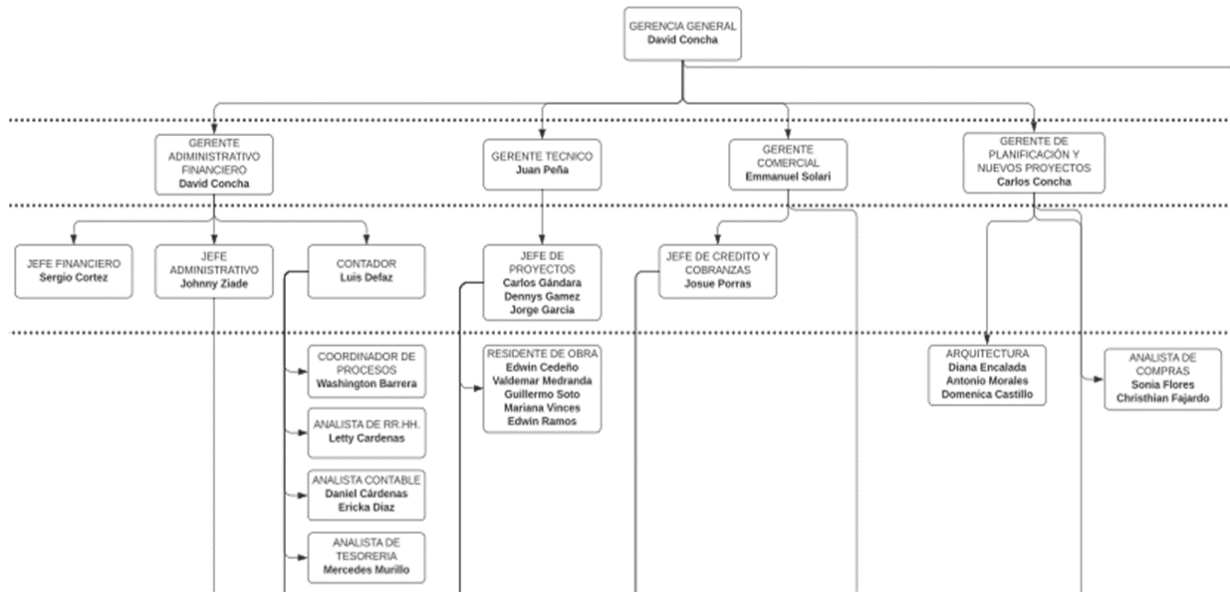 GERENCIA GENERAL
David Concha
GERENTE
ADIMINISTRATIVO
FINANCIERO
David Concha
GERENTE TECNICO
Juan Peña
GERENTE
COMERCIAL
Emmanuel Solari
GERENTE DE
PLANIFICACIÓN Y
NUEVOS PROYECTOS
Carlos Concha
JEFE FINANCIERO
Sergio Cortez
JEFE
ADMINISTRATIVO
Johnny Ziade
CONTADOR
Luis Defaz
JEFE DE
PROYECTOS
Carlos Gándara
Dennys Gamez
Jorge Garcia
JEFE DE CREDITO Y
COBRANZAS
Josue Porras
COORDINADOR DE
PROCESOS
Washington Barrera
ANALISTA DE RR.HH.
Letty Cardenas
ANALISTA CONTABLE
Daniel Cárdenas
Ericka Diaz
ANALISTA DE
TESORERIA
Mercedes Murillo
RESIDENTE DE OBRA
Edwin Cedeño
Valdemar Medranda
Guillermo Soto
Mariana Vinces
Edwin Ramos
ARQUITECTURA
Diana Encalada
Antonio Morales
Domenica Castillo
ANALISTA DE
COMPRAS
Sonia Flores
Christhian Fajardo